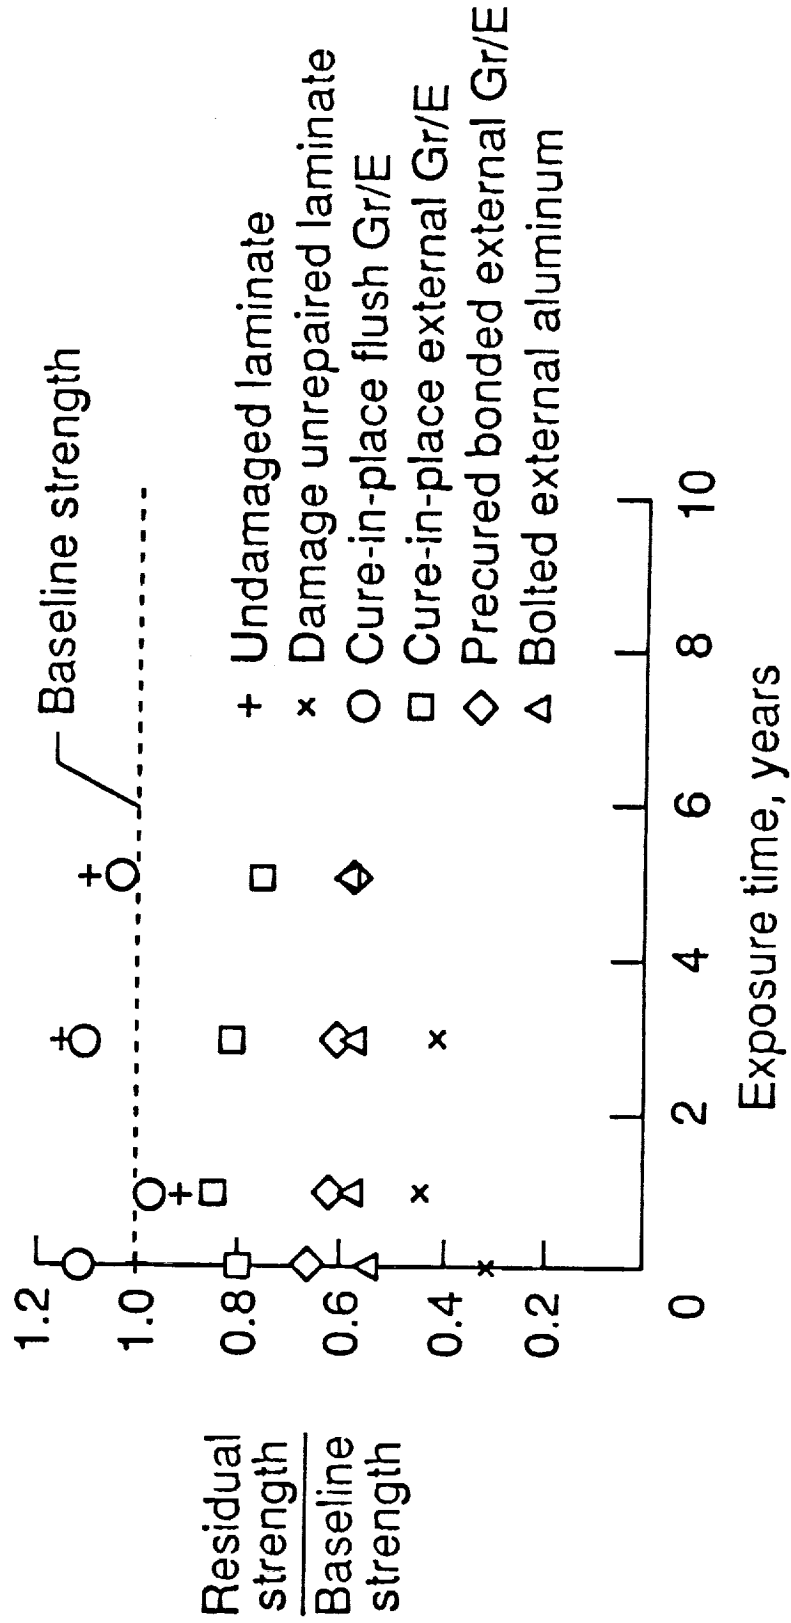 Residual
strength
Baseline
strength
1.2
1.0
0.8
0.6
0.4
0.2
0
2
4
6
8
10
Exposure time, years
Baseline strength
+ Undamaged laminate
× Damage unrepaired laminate
○ Cure-in-place flush Gr/E
□ Cure-in-place external Gr/E
◇ Precured bonded external Gr/E
△ Bolted external aluminum